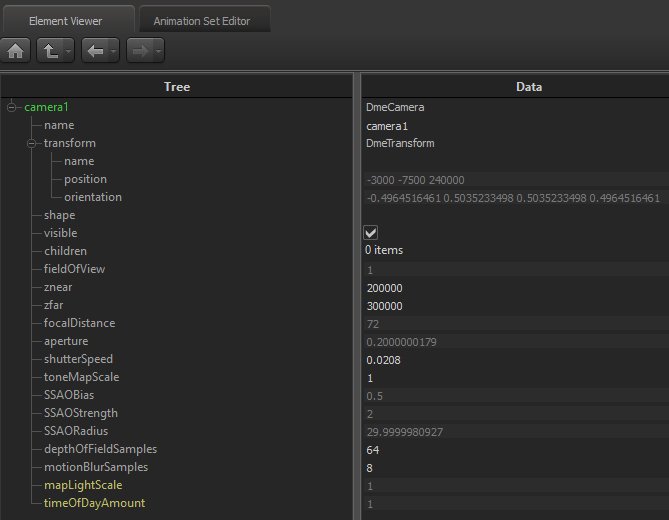 Element Viewer Animation Set Editor
Tree Data
camera1 DmeCamera
name camera1
transform DmeTransform
name
position -3000 -7500 240000
orientation -0.4964516461 0.5035233498 0.5035233498 0.4964516461
shape
visible
children 0 items
fieldOfView 1
znear 200000
zfar 300000
focalDistance 72
aperture 0.2000000179
shutterSpeed 0.0208
toneMapScale 1
SSAOBias 0.5
SSAOStrength 2
SSAORadius 29.9999980927
depthOfFieldSamples 64
motionBlurSamples 8
mapLightScale 1
timeOfDayAmount 1